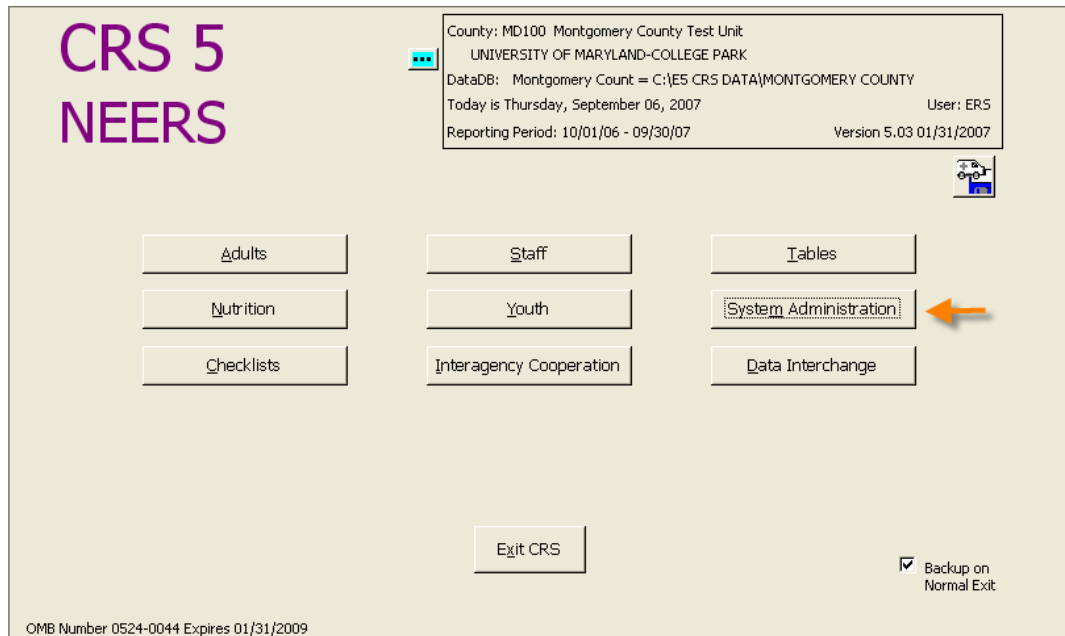 CRS 5
NEERS
County: MD100 Montgomery County Test Unit
UNIVERSITY OF MARYLAND-COLLEGE PARK
DataDB: Montgomery Count = C:\E5 CRS DATA\MONTGOMERY COUNTY
Today is Thursday, September 06, 2007 User: ERS
Reporting Period: 10/01/06 - 09/30/07 Version 5.03 01/31/2007
Adults Staff Tables
Nutrition Youth System Administration
Checklists Interagency Cooperation Data Interchange
Exit CRS
Backup on
Normal Exit
OMB Number 0524-0044 Expires 01/31/2009